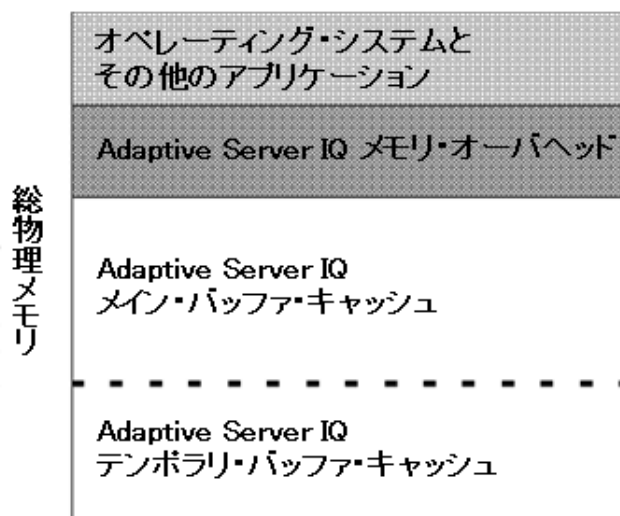 オペレーティング・システムと
その他のアプリケーション
Adaptive Server IQ メモリ・オーバヘッド
総物理メモリ
Adaptive Server IQ
メイン・バッファ・キャッシュ
Adaptive Server IQ
テンポラリ・バッファ・キャッシュ